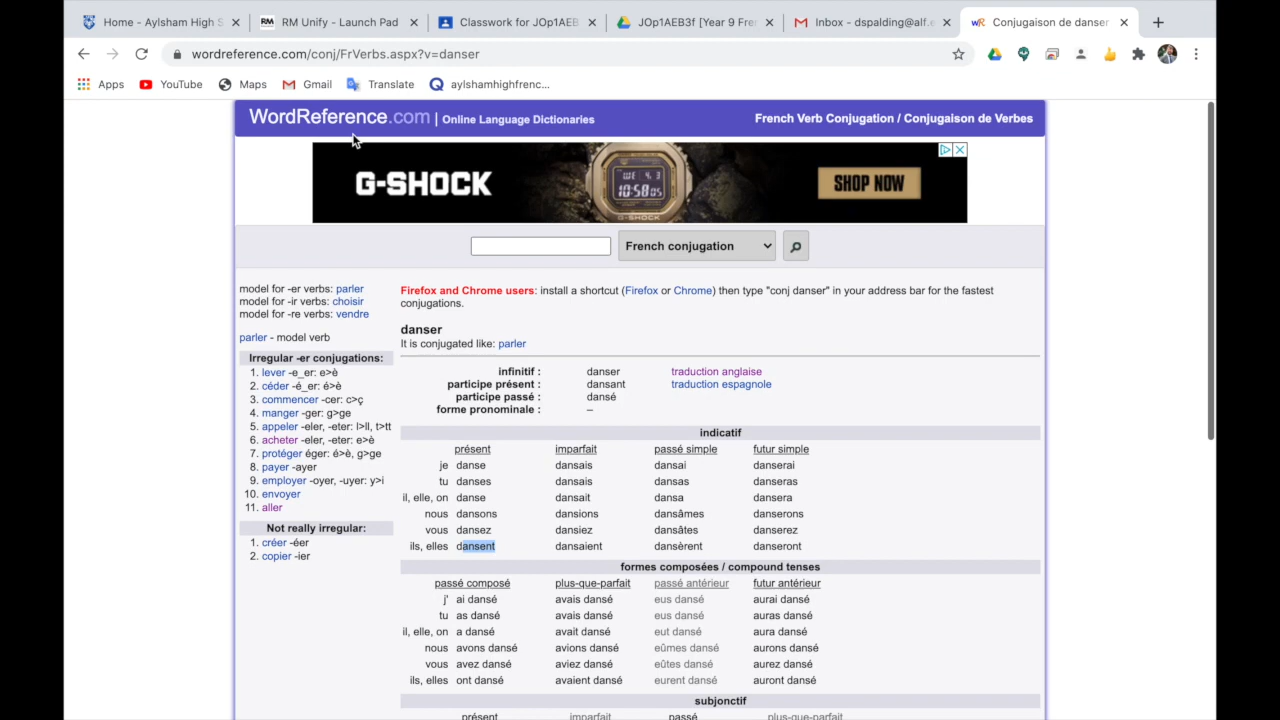 Home - Aylsham High S
RM Unify - Launch Pad
Classwork for JOp1AEB
JOp1AEB3f [Year 9 Fre
Inbox - dspalding@alf.e
Conjugaison de danser
wordreference.com/conj/FrVerbs.aspx?v=danser
Apps YouTube Maps Gmail Translate aylshamhighfrenc...
WordReference.com | Online Language Dictionaries French Verb Conjugation / Conjugaison de Verbes
G-SHOCK 10:58 05 G-SHOCK SHOP NOW
French conjugation
model for -er verbs: parler
model for -ir verbs: choisir
model for -re verbs: vendre
parler - model verb
Irregular -er conjugations:
1. lever -e_er: e>è
2. céder -é_er: é>è
3. commencer -cer: c>ç
4. manger -ger: g>ge
5. appeler -eler, -eter: l>ll, t>tt
6. acheter -eler, -eter: e>è
7. protéger éger: é>è, g>ge
8. payer -ayer
9. employer -oyer, -uyer: y>i
10. envoyer
11. aller
Not really irregular:
1. créer -éer
2. copier -ier
Firefox and Chrome users: install a shortcut (Firefox or Chrome) then type "conj danser" in your address bar for the fastest
conjugations.
danser
It is conjugated like: parler
infinitif : danser traduction anglaise
participe présent : dansant traduction espagnole
participe passé : dansé
forme pronominale : –
indicatif
présent imparfait passé simple futur simple
je danse dansais dansai danserai
tu danses dansais dansas danseras
il, elle, on danse dansait dansa dansera
nous dansons dansions dansâmes danserons
vous dansez dansiez dansâtes danserez
ils, elles dansent dansaient dansèrent danseront
formes composées / compound tenses
passé composé plus-que-parfait passé antérieur futur antérieur
j' ai dansé avais dansé eus dansé aurai dansé
tu as dansé avais dansé eus dansé auras dansé
il, elle, on a dansé avait dansé eut dansé aura dansé
nous avons dansé avions dansé eûmes dansé aurons dansé
vous avez dansé aviez dansé eûtes dansé aurez dansé
ils, elles ont dansé avaient dansé eurent dansé auront dansé
subjonctif
présent imparfait passé plus-que-parfait